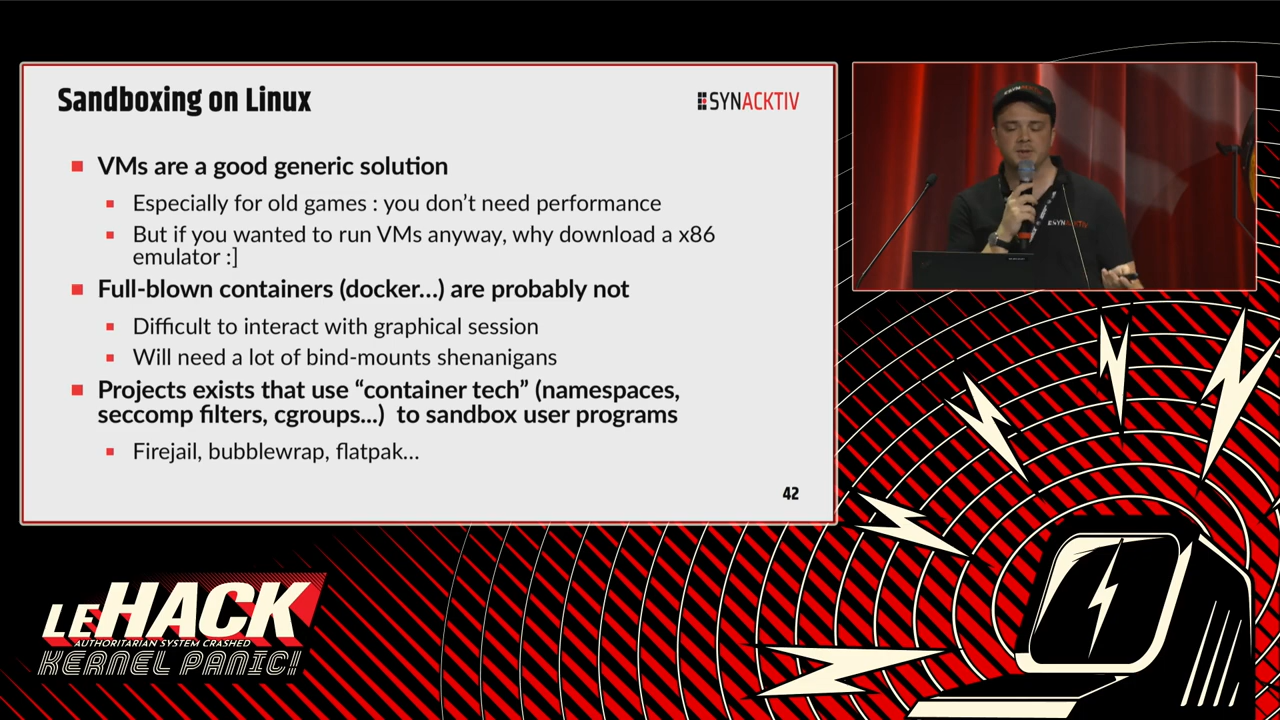 Sandboxing on Linux
SYNACKTIV
VMs are a good generic solution
Especially for old games : you don't need performance
But if you wanted to run VMs anyway, why download a x86
emulator :]
Full-blown containers (docker...) are probably not
Difficult to interact with graphical session
Will need a lot of bind-mounts shenanigans
Projects exists that use “container tech” (namespaces,
seccomp filters, cgroups...) to sandbox user programs
Firejail, bubblewrap, flatpak...
42
SYNACKTIV
LEHACK
AUTHORITARIAN SYSTEM CRASHED
KERNEL PANIC!